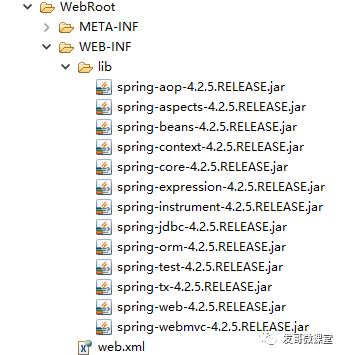 WebRoot
META-INF
WEB-INF
lib
spring-aop-4.2.5.RELEASE.jar
spring-aspects-4.2.5.RELEASE.jar
spring-beans-4.2.5.RELEASE.jar
spring-context-4.2.5.RELEASE.jar
spring-core-4.2.5.RELEASE.jar
spring-expression-4.2.5.RELEASE.jar
spring-instrument-4.2.5.RELEASE.jar
spring-jdbc-4.2.5.RELEASE.jar
spring-orm-4.2.5.RELEASE.jar
spring-test-4.2.5.RELEASE.jar
spring-tx-4.2.5.RELEASE.jar
spring-web-4.2.5.RELEASE.jar
spring-webmvc-4.2.5.RELEASE.jar
发哥微课堂
web.xml